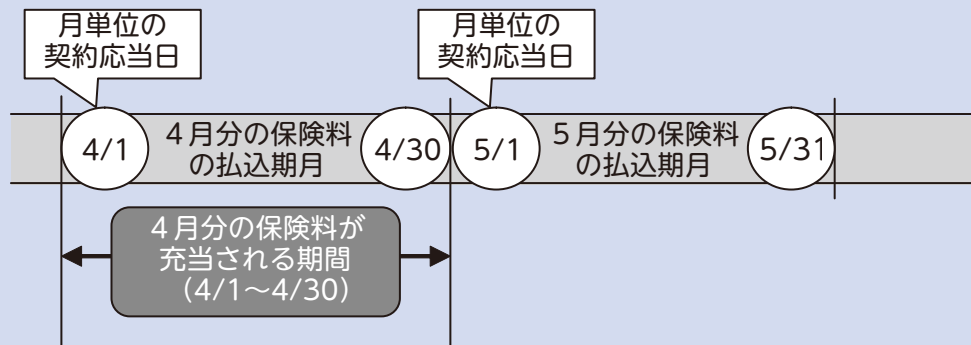 月単位の
契約応当日
月単位の
契約応当日
4/1
４月分の保険料
の払込期月
4/30
5/1
５月分の保険料
の払込期月
5/31
４月分の保険料が
充当される期間
（4/1～4/30）